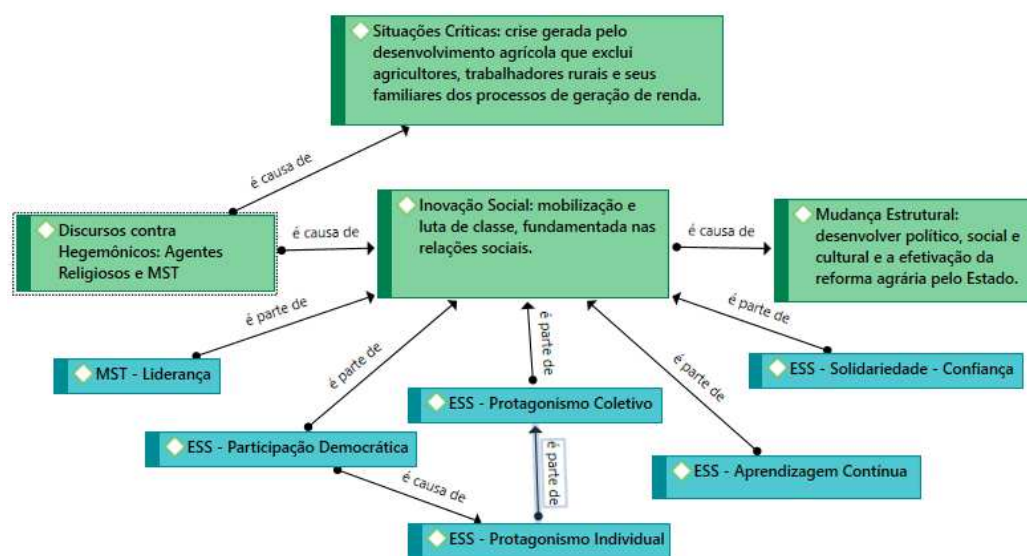 Situações Críticas: crise gerada pelo
desenvolvimento agrícola que exclui
agricultores, trabalhadores rurais e seus
familiares dos processos de geração de renda.
é causa de
Discursos contra
Hegemônicos: Agentes
Religiosos e MST
é causa de
Inovação Social: mobilização e
luta de classe, fundamentada nas
relações sociais.
é causa de
Mudança Estrutural:
desenvolver político, social e
cultural e a efetivação da
reforma agrária pelo Estado.
é parte de
MST - Liderança
é parte de
é parte de
é parte de
é parte de
ESS - Solidariedade - Confiança
ESS - Protagonismo Coletivo
ESS - Participação Democrática
é parte de
ESS - Aprendizagem Contínua
é causa de
ESS - Protagonismo Individual